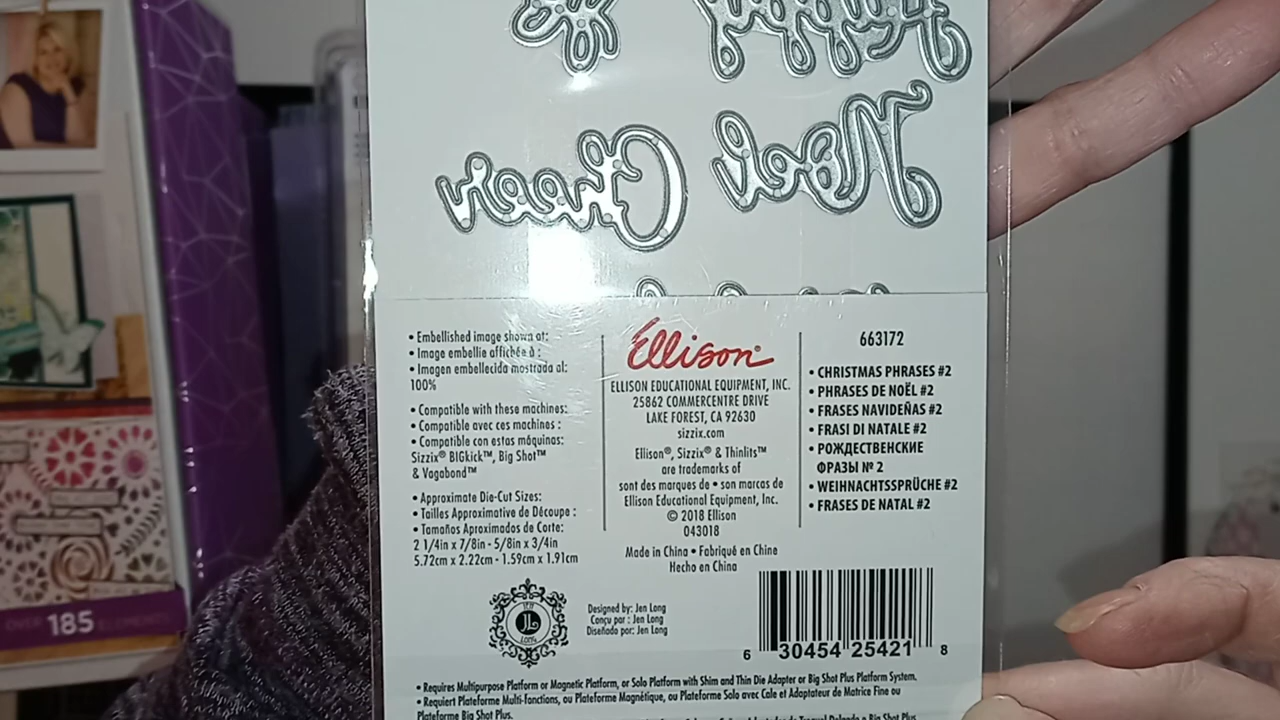 • Embellished image shown at:
• Image embellie affichée à :
• Imagen embellecida mostrada al:
100%
• Compatible with these machines:
• Compatible avec ces machines :
• Compatible con estas máquinas:
Sizzix® BIGkick™, Big Shot™
& Vagabond™
• Approximate Die-Cut Sizes:
• Tailles Approximative de Découpe :
• Tamaños Aproximados de Corte:
2 1/4in x 7/8in - 5/8in x 3/4in
5.72cm x 2.22cm - 1.59cm x 1.91cm
Ellison®
ELLISON EDUCATIONAL EQUIPMENT, INC.
25862 COMMERCENTRE DRIVE
LAKE FOREST, CA 92630
sizzix.com
Ellison®, Sizzix® & Thinlits™
are trademarks of
sont des marques de • son marcas de
Ellison Educational Equipment, Inc.
© 2018 Ellison
043018
Made in China • Fabriqué en Chine
Hecho en China
663172
• CHRISTMAS PHRASES #2
• PHRASES DE NOËL #2
• FRASES NAVIDEÑAS #2
• FRASI DI NATALE #2
• РОЖДЕСТВЕНСКИЕ
ФРАЗЫ № 2
• WEIHNACHTSSPRÜCHE #2
• FRASES DE NATAL #2
JEN
JL
LONG
Designed by: Jen Long
Conçu par : Jen Long
Diseñado por: Jen Long
6 30454 25421 8
• Requires Multipurpose Platform or Magnetic Platform, or Solo Platform with Shim and Thin Die Adapter or Big Shot Plus Platform System.
• Requiert Plateforme Multi-fonctions, ou Plateforme Magnétique, ou Plateforme Solo avec Cale et Adaptateur de Matrice Fine ou
Plateforme Big Shot Plus.
Noel
Cheer
OVER 185 ELEMENTS